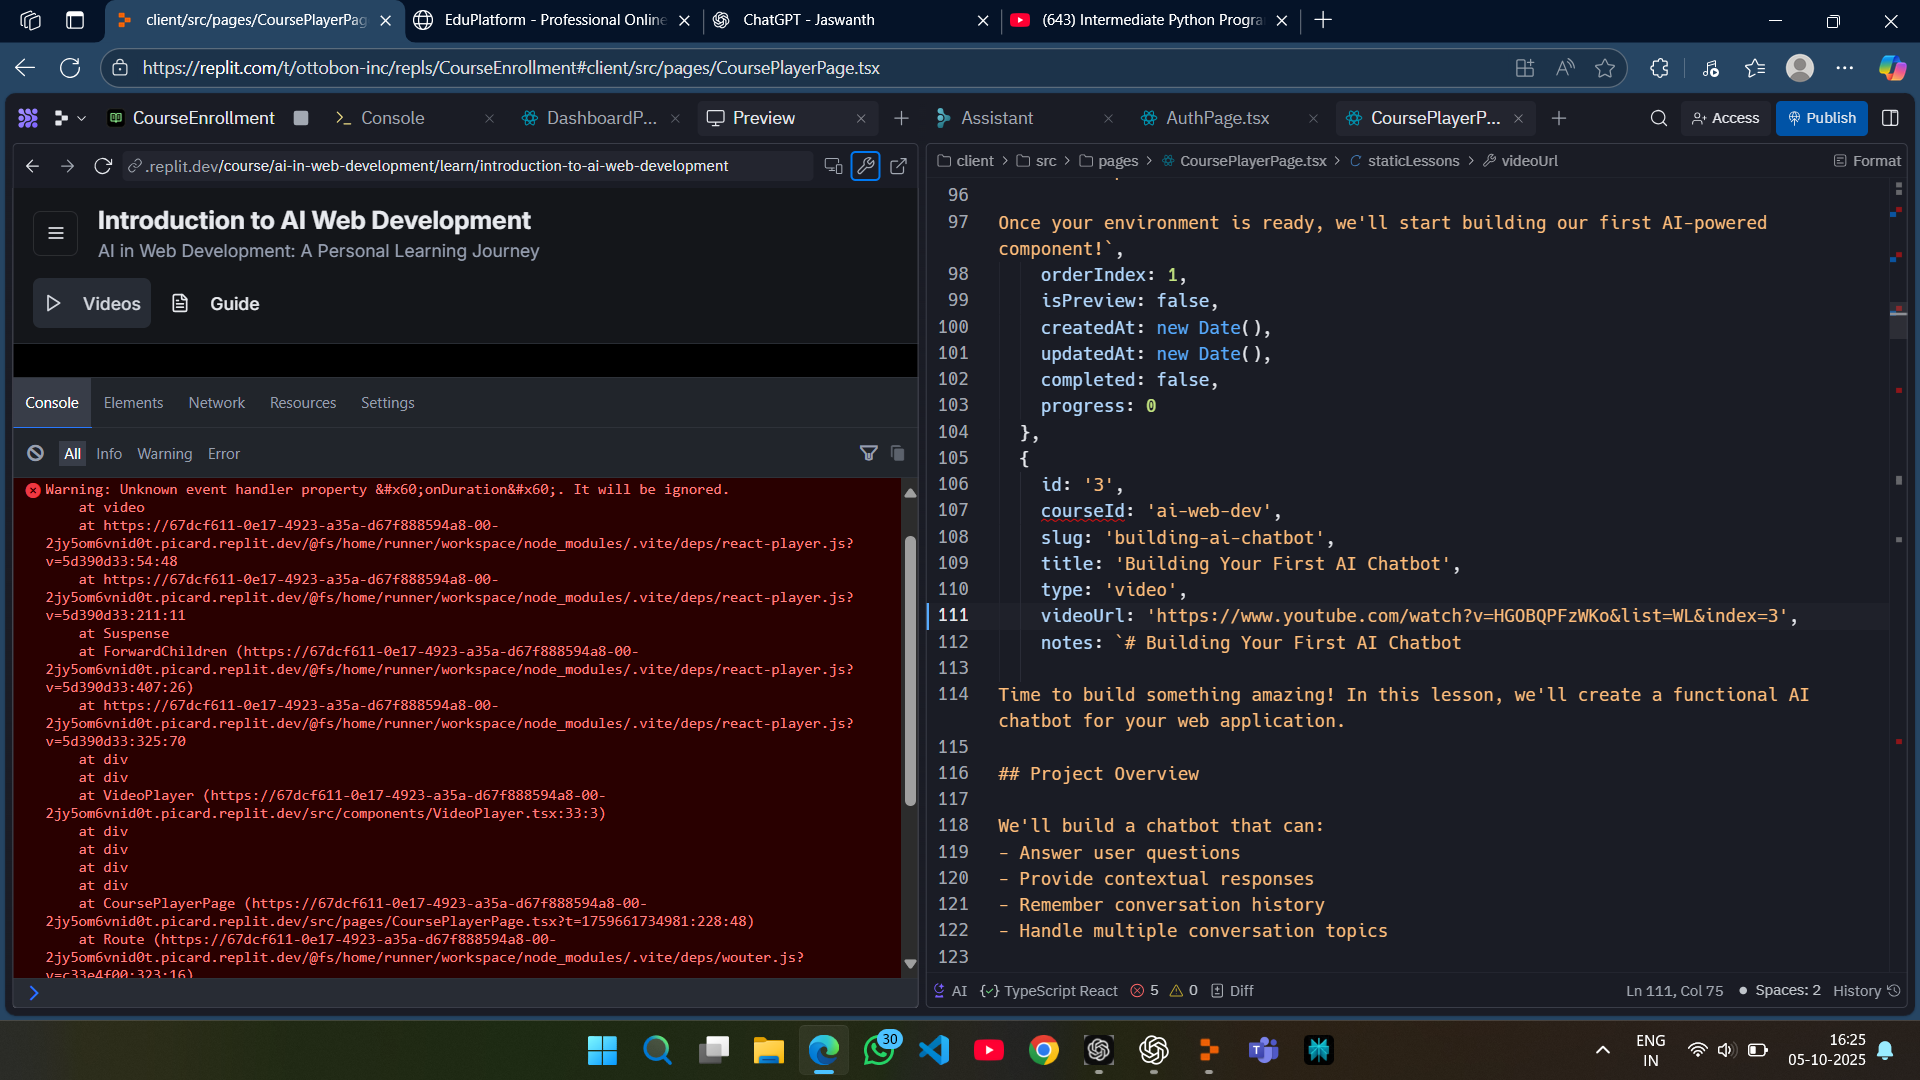 client/src/pages/CoursePlayerPag
EduPlatform - Professional Online
ChatGPT - Jaswanth
(643) Intermediate Python Progra
https://replit.com/t/ottobon-inc/repls/CourseEnrollment#client/src/pages/CoursePlayerPage.tsx
CourseEnrollment
Console
DashboardP...
Preview
Assistant
AuthPage.tsx
CoursePlayerP...
Access
Publish
.replit.dev/course/ai-in-web-development/learn/introduction-to-ai-web-development
Introduction to AI Web Development
AI in Web Development: A Personal Learning Journey
Videos
Guide
Console
Elements
Network
Resources
Settings
All
Info
Warning
Error
Warning: Unknown event handler property &#x60;onDuration&#x60;. It will be ignored.
at video
at https://67dcf611-0e17-4923-a35a-d67f888594a8-00-
2jy5om6vnid0t.picard.replit.dev/@fs/home/runner/workspace/node_modules/.vite/deps/react-player.js?
v=5d390d33:54:48
at https://67dcf611-0e17-4923-a35a-d67f888594a8-00-
2jy5om6vnid0t.picard.replit.dev/@fs/home/runner/workspace/node_modules/.vite/deps/react-player.js?
v=5d390d33:211:11
at Suspense
at ForwardChildren (https://67dcf611-0e17-4923-a35a-d67f888594a8-00-
2jy5om6vnid0t.picard.replit.dev/@fs/home/runner/workspace/node_modules/.vite/deps/react-player.js?
v=5d390d33:407:26)
at https://67dcf611-0e17-4923-a35a-d67f888594a8-00-
2jy5om6vnid0t.picard.replit.dev/@fs/home/runner/workspace/node_modules/.vite/deps/react-player.js?
v=5d390d33:325:70
at div
at div
at VideoPlayer (https://67dcf611-0e17-4923-a35a-d67f888594a8-00-
2jy5om6vnid0t.picard.replit.dev/src/components/VideoPlayer.tsx:33:3)
at div
at div
at div
at div
at CoursePlayerPage (https://67dcf611-0e17-4923-a35a-d67f888594a8-00-
2jy5om6vnid0t.picard.replit.dev/src/pages/CoursePlayerPage.tsx?t=1759661734981:228:48)
at Route (https://67dcf611-0e17-4923-a35a-d67f888594a8-00-
2jy5om6vnid0t.picard.replit.dev/@fs/home/runner/workspace/node_modules/.vite/deps/wouter.js?
v=c33e4f00:323:16)
client > src > pages > CoursePlayerPage.tsx > staticLessons > videoUrl
Format
96
97 Once your environment is ready, we'll start building our first AI-powered
component!`,
98 orderIndex: 1,
99 isPreview: false,
100 createdAt: new Date(),
101 updatedAt: new Date(),
102 completed: false,
103 progress: 0
104 },
105 {
106 id: '3',
107 courseId: 'ai-web-dev',
108 slug: 'building-ai-chatbot',
109 title: 'Building Your First AI Chatbot',
110 type: 'video',
111 videoUrl: 'https://www.youtube.com/watch?v=HGOBQPFzWKo&list=WL&index=3',
112 notes: `# Building Your First AI Chatbot
113
114 Time to build something amazing! In this lesson, we'll create a functional AI
chatbot for your web application.
115
116 ## Project Overview
117
118 We'll build a chatbot that can:
119 - Answer user questions
120 - Provide contextual responses
121 - Remember conversation history
122 - Handle multiple conversation topics
123
AI
TypeScript React
5
0
Diff
Ln 111, Col 75
Spaces: 2
History
30
ENG
IN
16:25
05-10-2025